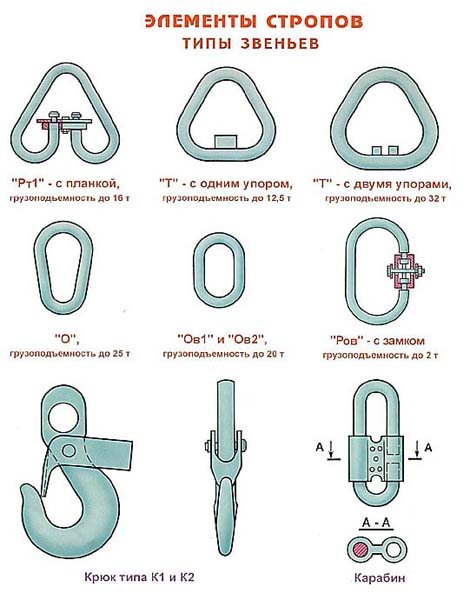 ЭЛЕМЕНТЫ СТРОПОВ
ТИПЫ ЗВЕНЬЕВ
"Рт1" - с планкой,
грузоподъемность до 16 т
"Т" - с одним упором,
грузоподъемность до 12,5 т
"Т" - с двумя упорами,
грузоподъемность до 32 т
"О",
грузоподъемность до 25 т
"Ов1" и "Ов2",
грузоподъемность до 20 т
"Ров" - с замком
грузоподъемность до 2 т
А А
А - А
Крюк типа К1 и К2
Карабин